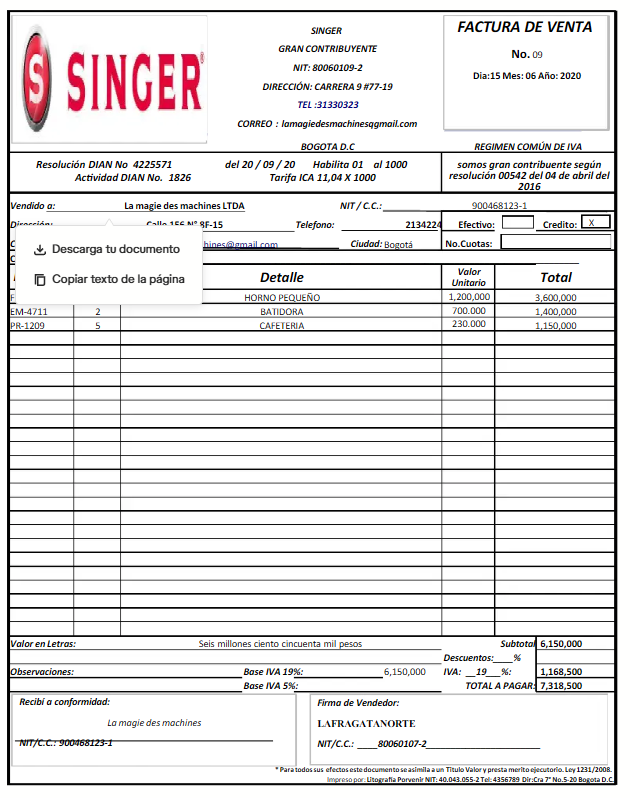 SINGER
SINGER
GRAN CONTRIBUYENTE
NIT: 80060109-2
DIRECCIÓN: CARRERA 9 #77-19
TEL :31330323
CORREO : lamagiedesmachinesqgmail.com
BOGOTA D.C
FACTURA DE VENTA
No. 09
Dia:15 Mes: 06 Año: 2020
REGIMEN COMÚN DE IVA
Resolución DIAN No 4225571 del 20 / 09 / 20 Habilita 01 al 1000
Actividad DIAN No. 1826 Tarifa ICA 11,04 X 1000
somos gran contribuente según
resolución 00542 del 04 de abril del
2016
Vendido a: La magie des machines LTDA NIT / C.C.: 900468123-1
Calle 156 N° 8F-15 Telefono: 2134224 Efectivo: Credito: X
hines@gmail.com Ciudad: Bogotá No.Cuotas:
Descarga tu documento
Copiar texto de la página
Detalle Valor Unitario Total
HORNO PEQUEÑO 1,200,000 3,600,000
EM-4711 2 BATIDORA 700.000 1,400,000
PR-1209 5 CAFETERIA 230.000 1,150,000
Valor en Letras: Seis millones ciento cincuenta mil pesos Subtotal 6,150,000
Descuentos:____%
Observaciones: Base IVA 19%: 6,150,000 IVA: __19___%: 1,168,500
Base IVA 5%: TOTAL A PAGAR: 7,318,500
Recibí a conformidad:
La magie des machines
NIT/C.C.: 900468123-1
Firma de Vendedor:
LAFRAGATANORTE
NIT/C.C.: ____80060107-2
* Para todos sus efectos este documento se asimila a un Titulo Valor y presta merito ejecutorio. Ley 1231/2008.
Impreso por: Litografía Porvenir NIT: 40.043.055-2 Tel: 4356789 Dir:Cra 7° No.5-20 Bogota D.C.